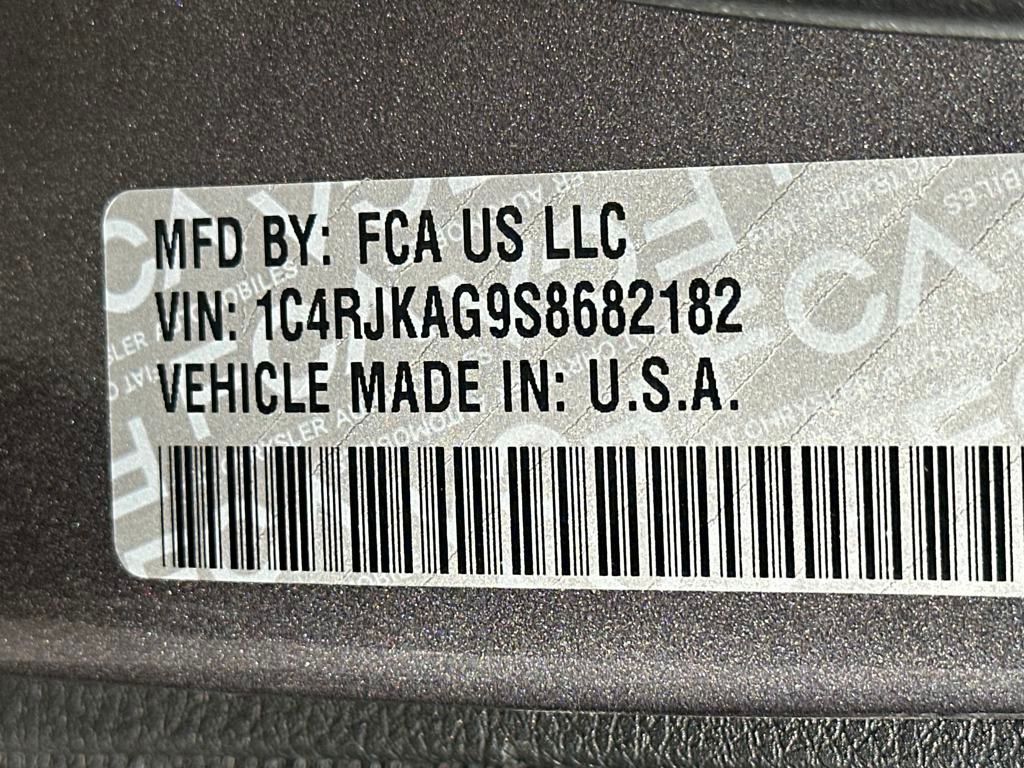 MFD BY: FCA US LLC
VIN: 1C4RJKAG9S8682182
VEHICLE MADE IN: U.S.A.